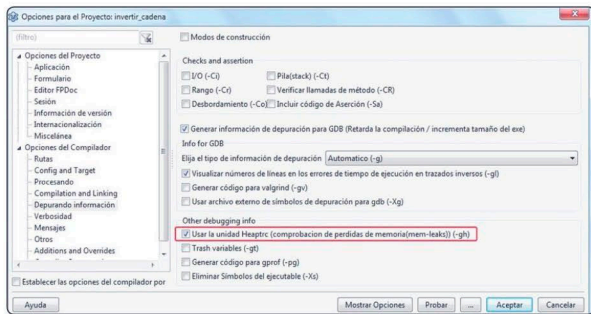 Opciones para el Proyecto: invertir_cadena
(filtro)
Opciones del Proyecto
Aplicación
Formulario
Editor FPDoc
Sesión
Información de versión
Internacionalización
Miscelánea
Opciones del Compilador
Rutas
Config and Target
Procesando
Compilation and Linking
Depurando información
Verbosidad
Mensajes
Otros
Additions and Overrides
Establecer las opciones del compilador por
Modos de construcción
Checks and assertion
I/O (-Ci) Pila(stack) (-Ct)
Rango (-Cr) Verificar llamadas de método (-CR)
Desbordamiento (-Co) Incluir código de Aserción (-Sa)
Generar información de depuración para GDB (Retarda la compilación / incrementa tamaño del exe)
Info for GDB
Elija el tipo de información de depuración Automatico (-g)
Visualizar números de líneas en los errores de tiempo de ejecución en trazados inversos (-gl)
Generar código para valgrind (-gv)
Usar archivo externo de símbolos de depuración para gdb (-Xg)
Other debugging info
Usar la unidad Heaptrc (comprobacion de perdidas de memoria(mem-leaks)) (-gh)
Trash variables (-gt)
Generar código para gprof (-pg)
Eliminar Símbolos del ejecutable (-Xs)
Ayuda Mostrar Opciones Probar ... Aceptar Cancelar